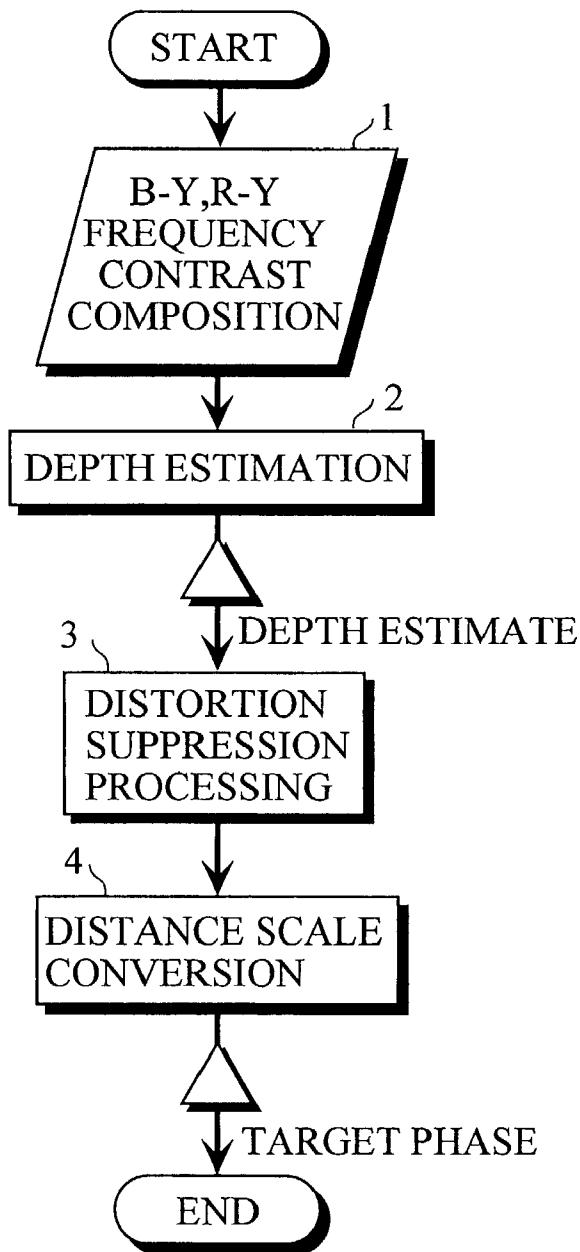 START
1
B-Y,R-Y
FREQUENCY
CONTRAST
COMPOSITION
2
DEPTH ESTIMATION
DEPTH ESTIMATE
3
DISTORTION
SUPPRESSION
PROCESSING
4
DISTANCE SCALE
CONVERSION
TARGET PHASE
END